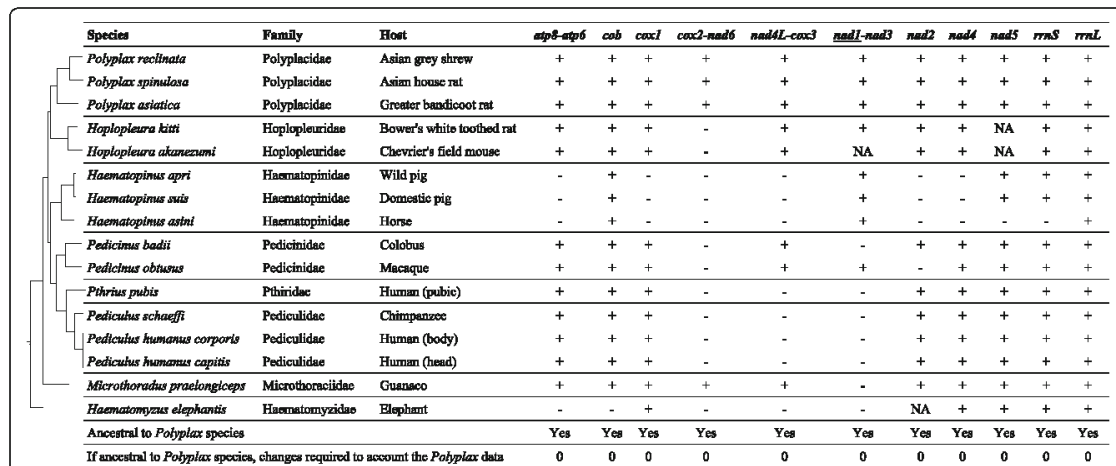 Species Family Host atp8-atp6 cob cox1 cox2-nad6 nad4L-cox3 nad1-nad3 nad2 nad4 nad5 rrnS rrnL
Polyplax reclinata Polyplacidae Asian grey shrew + + + + + + + + + + +
Polyplax spinulosa Polyplacidae Asian house rat + + + + + + + + + + +
Polyplax asiatica Polyplacidae Greater bandicoot rat + + + + + + + + + + +
Hoplopleura kitti Hoplopleuridae Bower's white toothed rat + + + - + + + + NA + +
Hoplopleura akanezumi Hoplopleuridae Chevrier's field mouse + + + - + NA + + NA + +
Haematopinus apri Haematopinidae Wild pig - + - - - + - - + + +
Haematopinus suis Haematopinidae Domestic pig - + - - - + - - + + +
Haematopinus asini Haematopinidae Horse - + - - - + - - - - +
Pedicinus badii Pedicinidae Colobus + + + - + - + + + + +
Pedicinus obtusus Pedicinidae Macaque + + + - + + - + + + +
Pthirus pubis Pthiridae Human (pubic) + + + - - - + + + + +
Pediculus schaeffi Pediculidae Chimpanzee + + + - - - + + + + +
Pediculus humanus corporis Pediculidae Human (body) + + + - - - + + + + +
Pediculus humanus capitis Pediculidae Human (head) + + + - - - + + + + +
Microthoradus praelongiceps Microthoraciidae Guanaco + + + + + - + + + + +
Haematomyzus elephantis Haematomyzidae Elephant - - + - - - NA + + + +
Ancestral to Polyplax species Yes Yes Yes Yes Yes Yes Yes Yes Yes Yes Yes
If ancestral to Polyplax species, changes required to account the Polyplax data 0 0 0 0 0 0 0 0 0 0 0